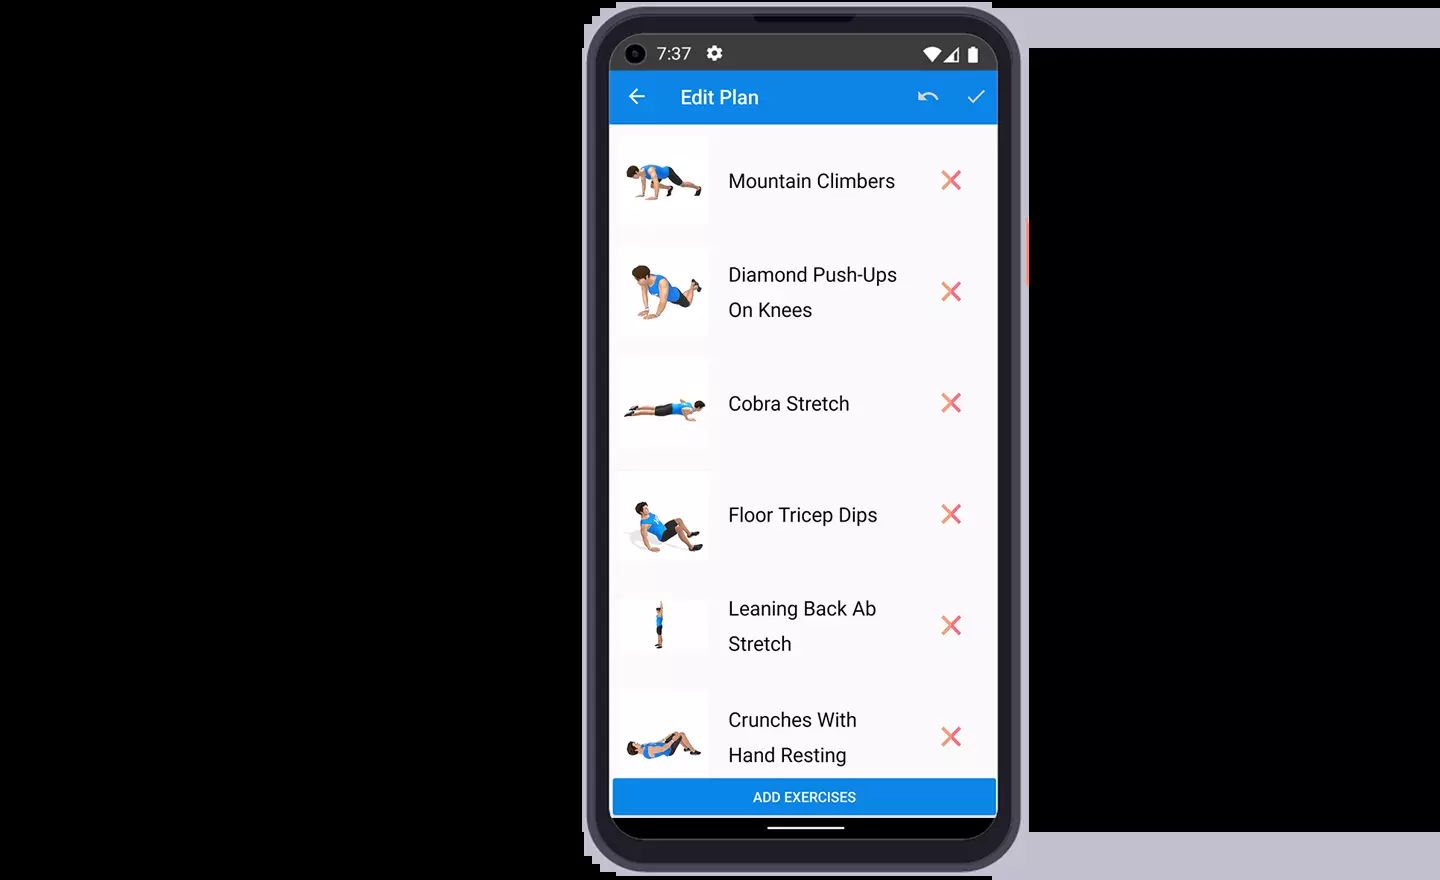 7:37
Edit Plan
Mountain Climbers
Diamond Push-Ups
On Knees
Cobra Stretch
Floor Tricep Dips
Leaning Back Ab
Stretch
Crunches With
Hand Resting
ADD EXERCISES